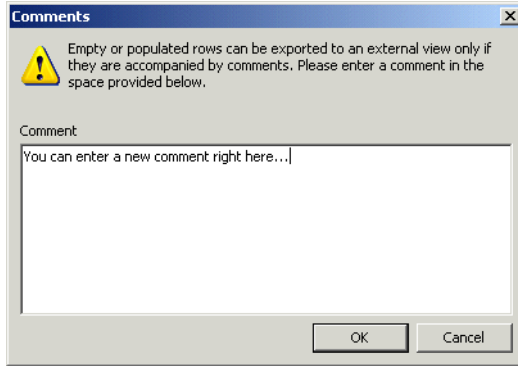 Comments
Empty or populated rows can be exported to an external view only if
they are accompanied by comments. Please enter a comment in the
space provided below.
Comment
You can enter a new comment right here...
OK Cancel